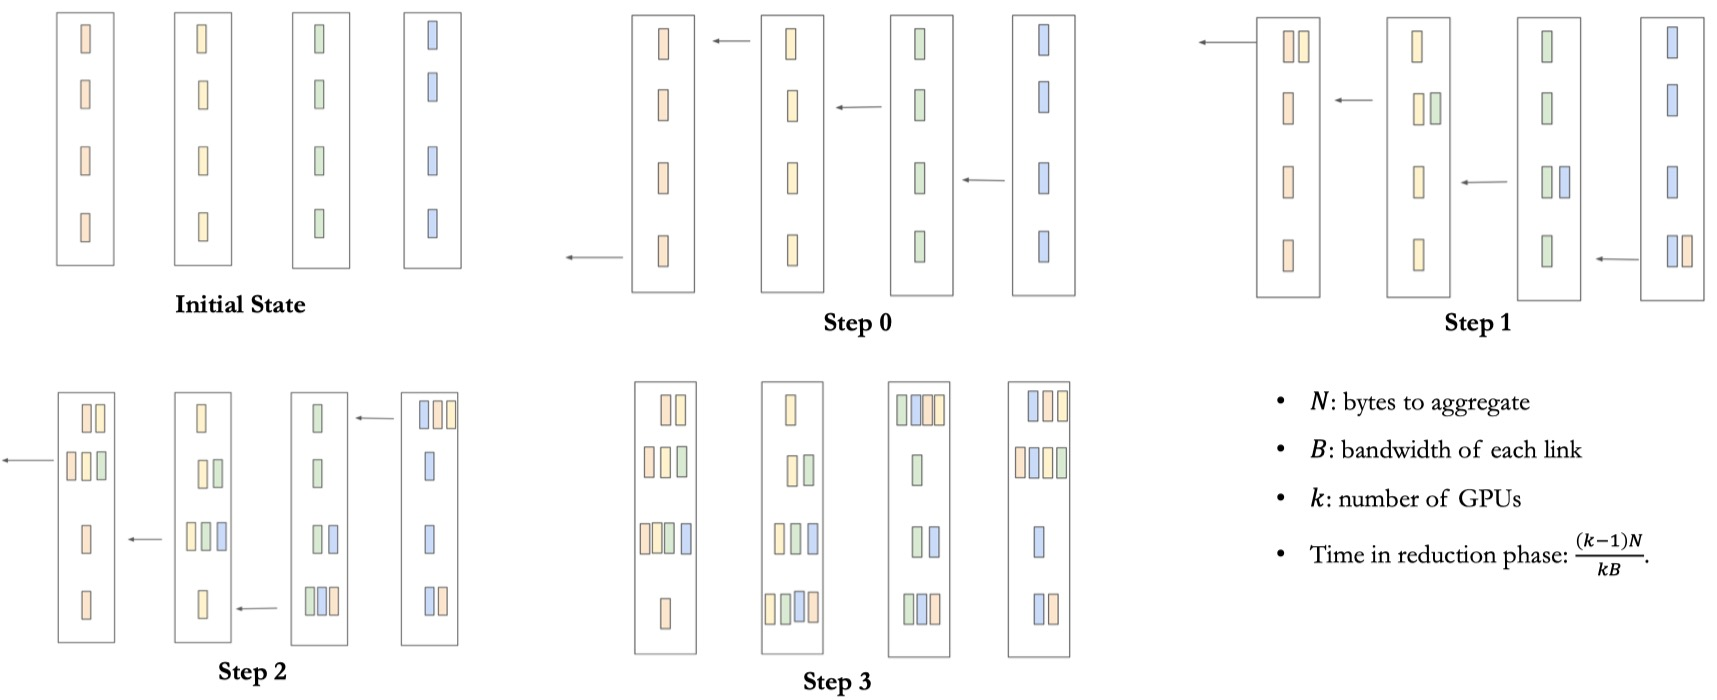 Initial State
Step 0
Step 1
Step 2
Step 3
• N: bytes to aggregate
• B: bandwidth of each link
• k: number of GPUs
• Time in reduction phase: (k−1)N / kB.